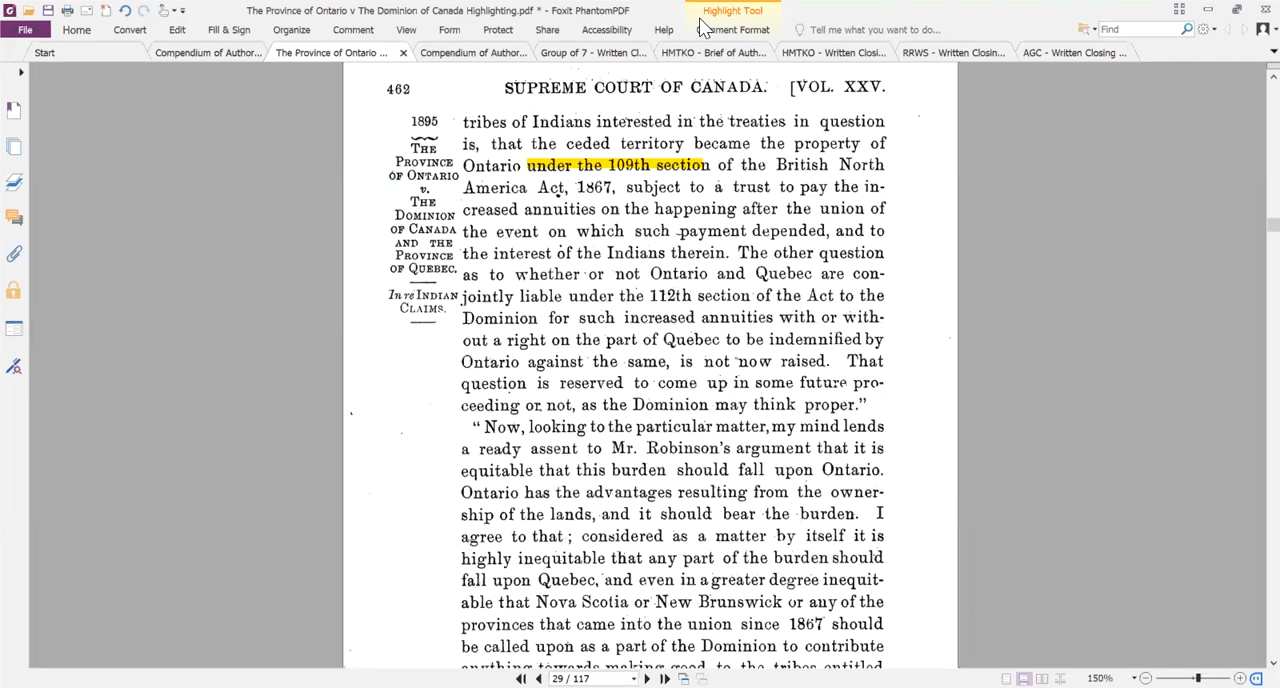 The Province of Ontario v The Dominion of Canada Highlighting.pdf * - Foxit PhantomPDF
Highlight Tool
File Home Convert Edit Fill & Sign Organize Comment View Form Protect Share Accessibility Help Document Format Tell me what you want to do... Find
Start Compendium of Author... The Province of Ontario ... Compendium of Author... Group of 7 - Written Cl... HMTKO - Brief of Auth... HMTKO - Written Closi... RRWS - Written Closin... AGC - Written Closing ...
462 SUPREME COURT OF CANADA. [VOL. XXV.
1895
THE
PROVINCE
OF ONTARIO
v.
THE
DOMINION
OF CANADA
AND THE
PROVINCE
OF QUEBEC.
In re INDIAN
CLAIMS.
tribes of Indians interested in the treaties in question
is, that the ceded territory became the property of
Ontario under the 109th section of the British North
America Act, 1867, subject to a trust to pay the in-
creased annuities on the happening after the union of
the event on which such payment depended, and to
the interest of the Indians therein. The other question
as to whether or not Ontario and Quebec are con-
jointly liable under the 112th section of the Act to the
Dominion for such increased annuities with or with-
out a right on the part of Quebec to be indemnified by
Ontario against the same, is not now raised. That
question is reserved to come up in some future pro-
ceeding or not, as the Dominion may think proper."
"Now, looking to the particular matter, my mind lends
a ready assent to Mr. Robinson's argument that it is
equitable that this burden should fall upon Ontario.
Ontario has the advantages resulting from the owner-
ship of the lands, and it should bear the burden. I
agree to that; considered as a matter by itself it is
highly inequitable that any part of the burden should
fall upon Quebec, and even in a greater degree inequit-
able that Nova Scotia or New Brunswick or any of the
provinces that came into the union since 1867 should
be called upon as a part of the Dominion to contribute
anything towards making good to the tribes entitled
29 / 117
150%